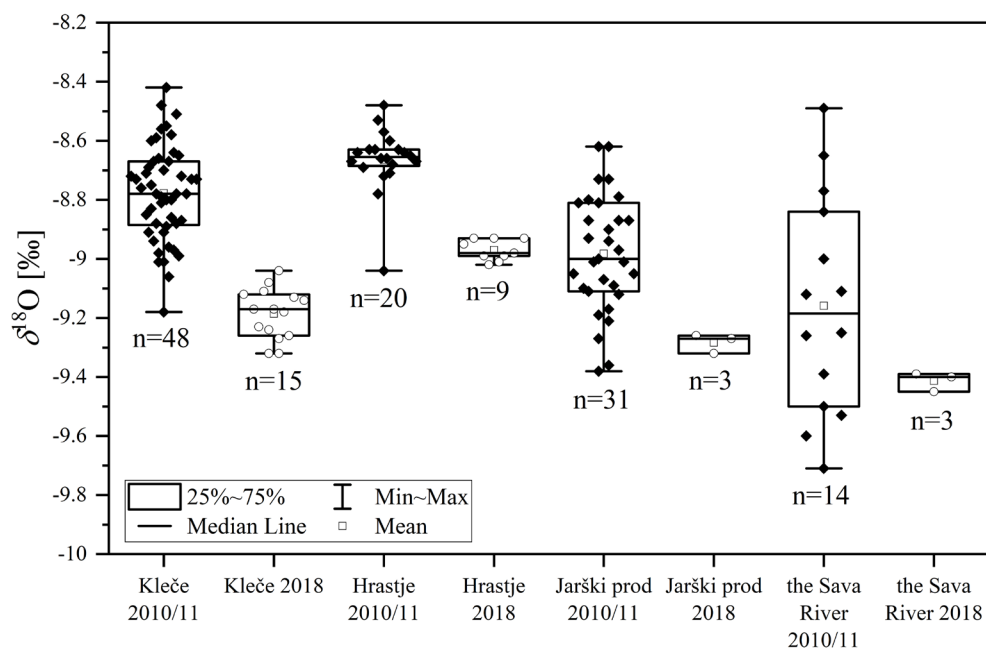 -8.2
-8.4
-8.6
-8.8
-9
-9.2
-9.4
-9.6
-9.8
-10
δ¹⁸O [‰]
n=48
n=15
n=20
n=9
n=31
n=3
n=14
n=3
25%~75%
Min~Max
Median Line
Mean
Kleče
2010/11
Kleče 2018
Hrastje
2010/11
Hrastje
2018
Jarški prod
2010/11
Jarški prod
2018
the Sava
River
2010/11
the Sava
River 2018